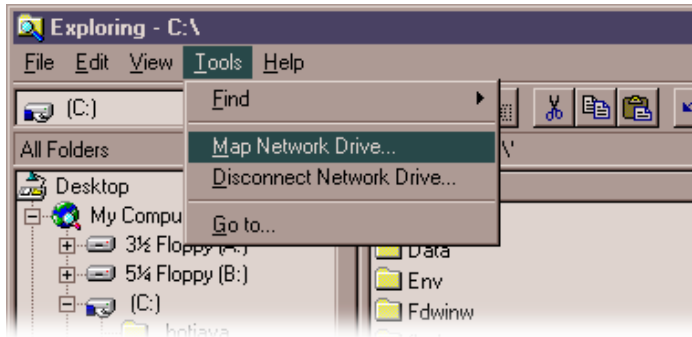 Exploring - C:\
File Edit View Tools Help
(C:)
Find
All Folders
Map Network Drive...
\'
Desktop
Disconnect Network Drive...
My Compu
Go to...
3½ Floppy (A:)
Data
5¼ Floppy (B:)
Env
(C:)
Fdwinw
hotjava